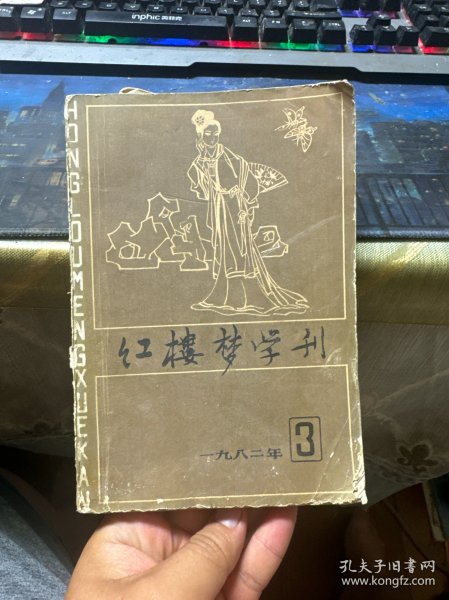 inphic 英菲克
HONGLOUMENGXUEKAN
红楼梦学刊
一九八二年 3
孔夫子旧书网
www.kongfz.com